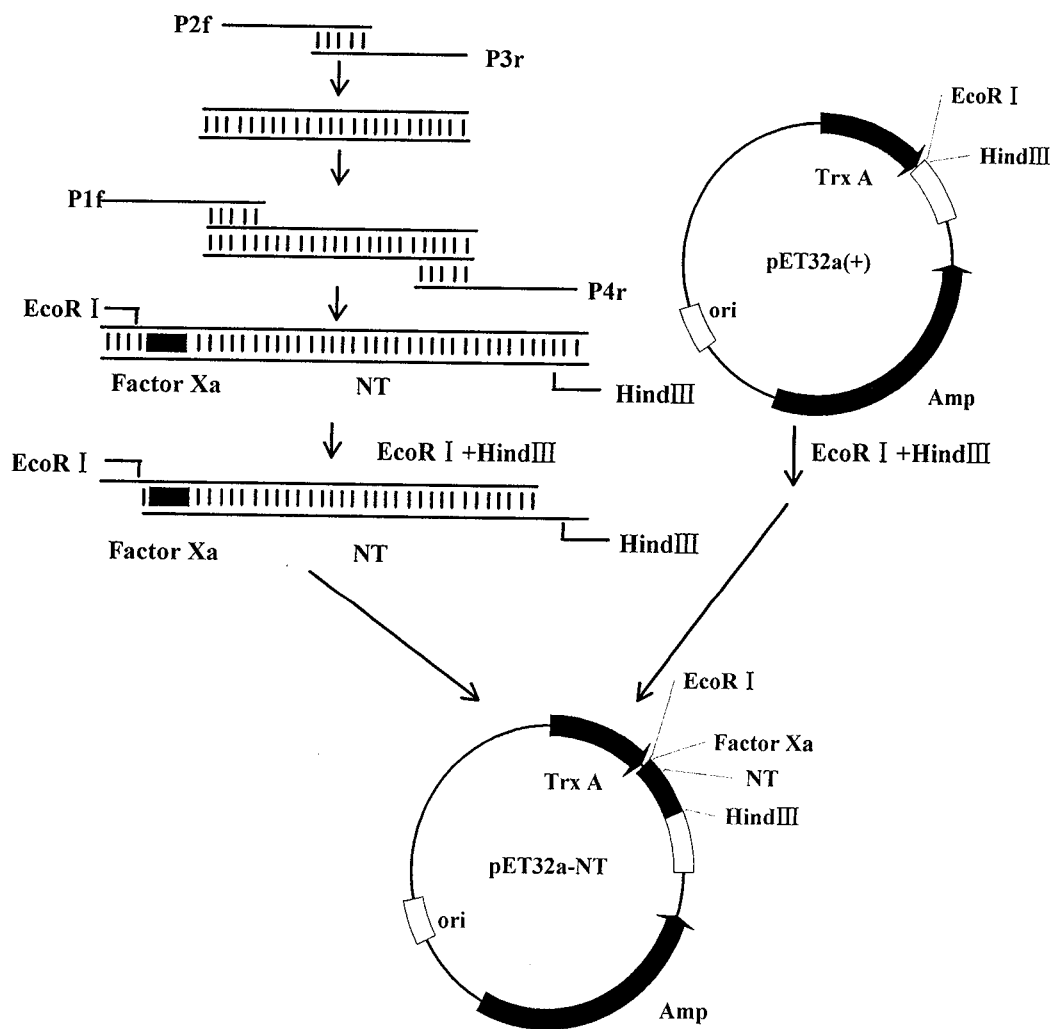 P2f
P3r
P1f
P4r
EcoR Ⅰ
Factor Xa
NT
HindⅢ
EcoR Ⅰ +HindⅢ
EcoR Ⅰ
Factor Xa
NT
HindⅢ
EcoR Ⅰ
HindⅢ
Trx A
pET32a(+)
ori
Amp
EcoR Ⅰ +HindⅢ
EcoR Ⅰ
Factor Xa
NT
HindⅢ
Trx A
pET32a-NT
ori
Amp